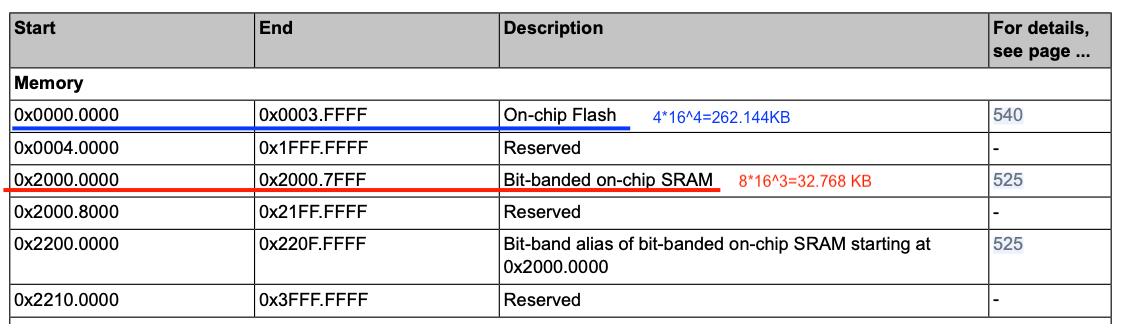 Start End Description For details,
see page ...
Memory
0x0000.0000 0x0003.FFFF On-chip Flash 4*16^4=262.144KB 540
0x0004.0000 0x1FFF.FFFF Reserved -
0x2000.0000 0x2000.7FFF Bit-banded on-chip SRAM 8*16^3=32.768 KB 525
0x2000.8000 0x21FF.FFFF Reserved -
0x2200.0000 0x220F.FFFF Bit-band alias of bit-banded on-chip SRAM starting at 525
0x2000.0000
0x2210.0000 0x3FFF.FFFF Reserved -